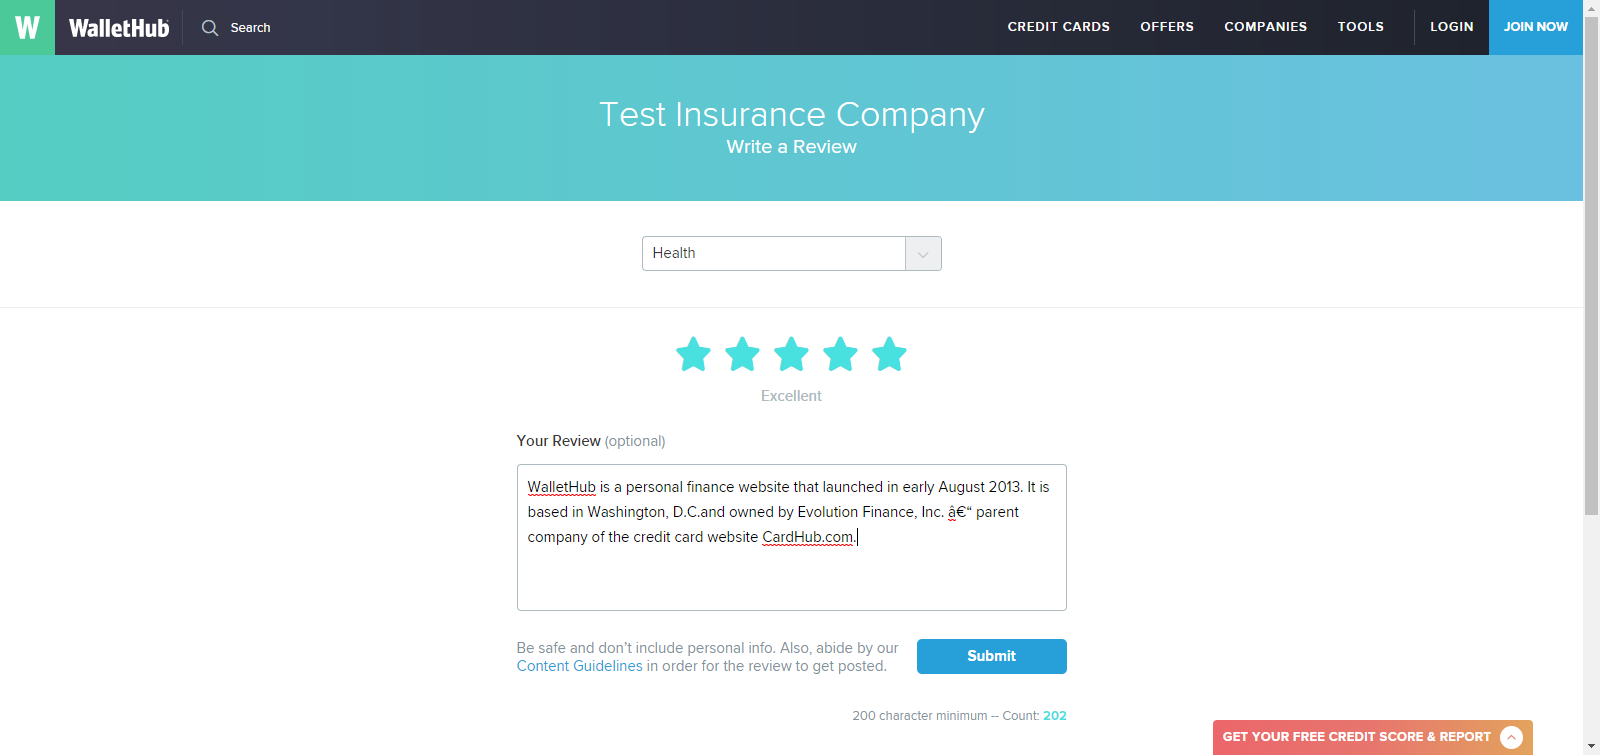 W WalletHub Search CREDIT CARDS OFFERS COMPANIES TOOLS LOGIN JOIN NOW
Test Insurance Company
Write a Review
Health
Excellent
Your Review (optional)
WalletHub is a personal finance website that launched in early August 2013. It is
based in Washington, D.C.and owned by Evolution Finance, Inc. â€“ parent
company of the credit card website CardHub.com.
Be safe and don't include personal info. Also, abide by our
Content Guidelines in order for the review to get posted.
Submit
200 character minimum -- Count: 202
GET YOUR FREE CREDIT SCORE & REPORT